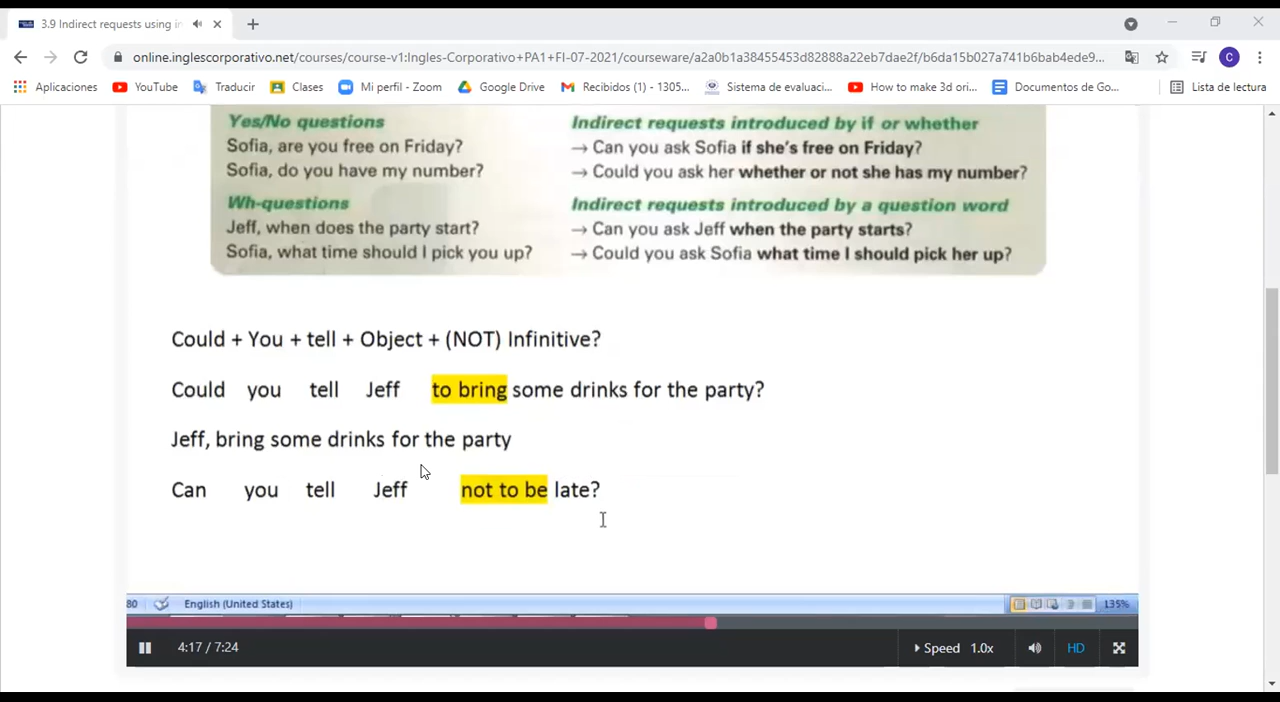 3.9 Indirect requests using in
online.inglescorporativo.net/courses/course-v1:Ingles-Corporativo+PA1+FI-07-2021/courseware/a2a0b1a38455453d82888a22eb7dae2f/b6da15b027a741b6bab4ede9...
C
Aplicaciones YouTube Traducir Clases Mi perfil - Zoom Google Drive Recibidos (1) - 1305... Sistema de evaluaci... How to make 3d ori... Documentos de Go... Lista de lectura
Yes/No questions
Sofia, are you free on Friday?
Sofia, do you have my number?
Wh-questions
Jeff, when does the party start?
Sofia, what time should I pick you up?
Indirect requests introduced by if or whether
→ Can you ask Sofia if she's free on Friday?
→ Could you ask her whether or not she has my number?
Indirect requests introduced by a question word
→ Can you ask Jeff when the party starts?
→ Could you ask Sofia what time I should pick her up?
Could + You + tell + Object + (NOT) Infinitive?
Could you tell Jeff to bring some drinks for the party?
Jeff, bring some drinks for the party
Can you tell Jeff not to be late?
80 English (United States) 135%
4:17 / 7:24 Speed 1.0x HD